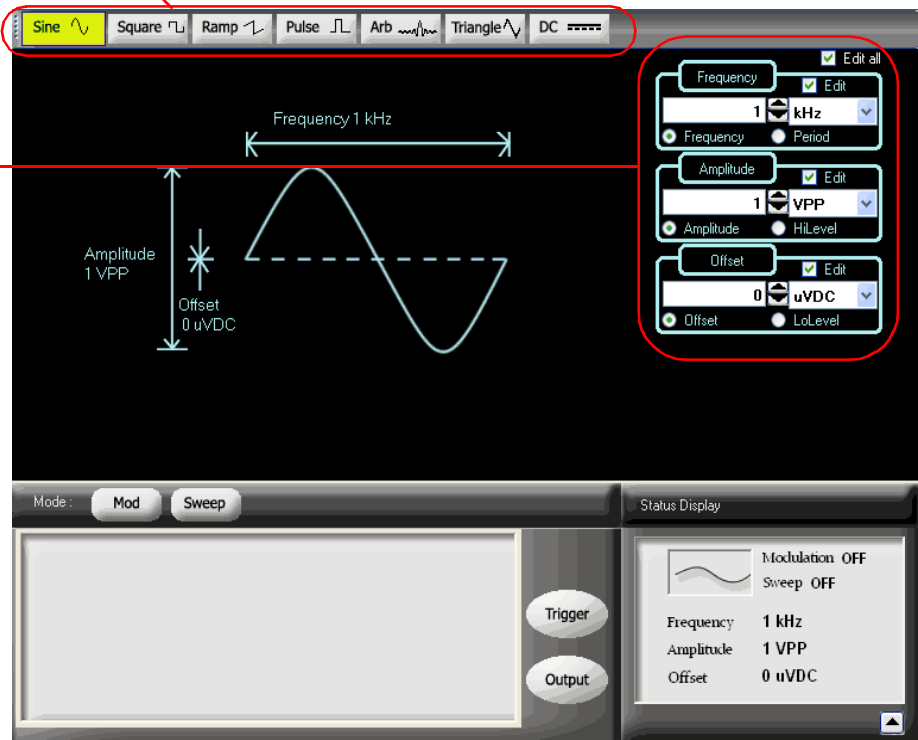 Sine Square Ramp Pulse Arb Triangle DC
Edit all
Frequency Edit
1 kHz
Frequency Period
Amplitude Edit
1 VPP
Amplitude HiLevel
Offset Edit
0 uVDC
Offset LoLevel
Frequency 1 kHz
Amplitude
1 VPP
Offset
0 uVDC
Mode : Mod Sweep
Trigger
Output
Status Display
Modulation OFF
Sweep OFF
Frequency 1 kHz
Amplitude 1 VPP
Offset 0 uVDC